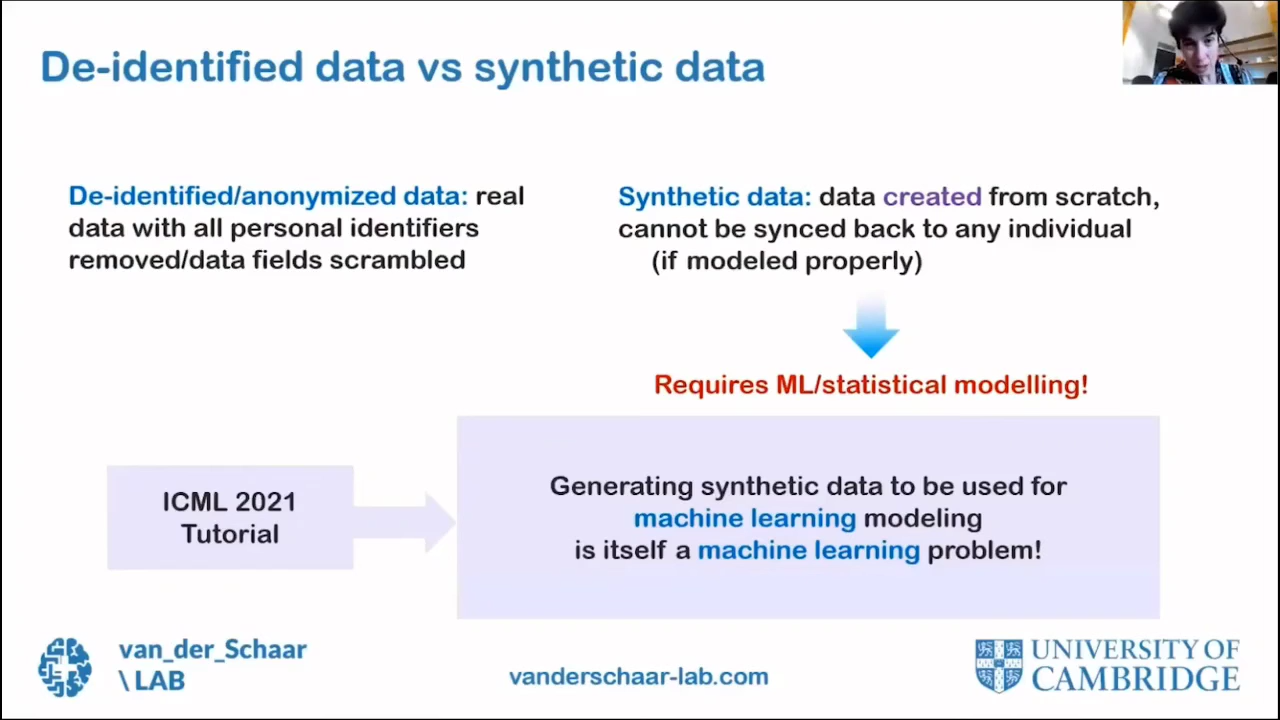 De-identified data vs synthetic data
De-identified/anonymized data: real
data with all personal identifiers
removed/data fields scrambled
Synthetic data: data created from scratch,
cannot be synced back to any individual
(if modeled properly)
Requires ML/statistical modelling!
ICML 2021
Tutorial
Generating synthetic data to be used for
machine learning modeling
is itself a machine learning problem!
van_der_Schaar
\ LAB
vanderschaar-lab.com
UNIVERSITY OF
CAMBRIDGE